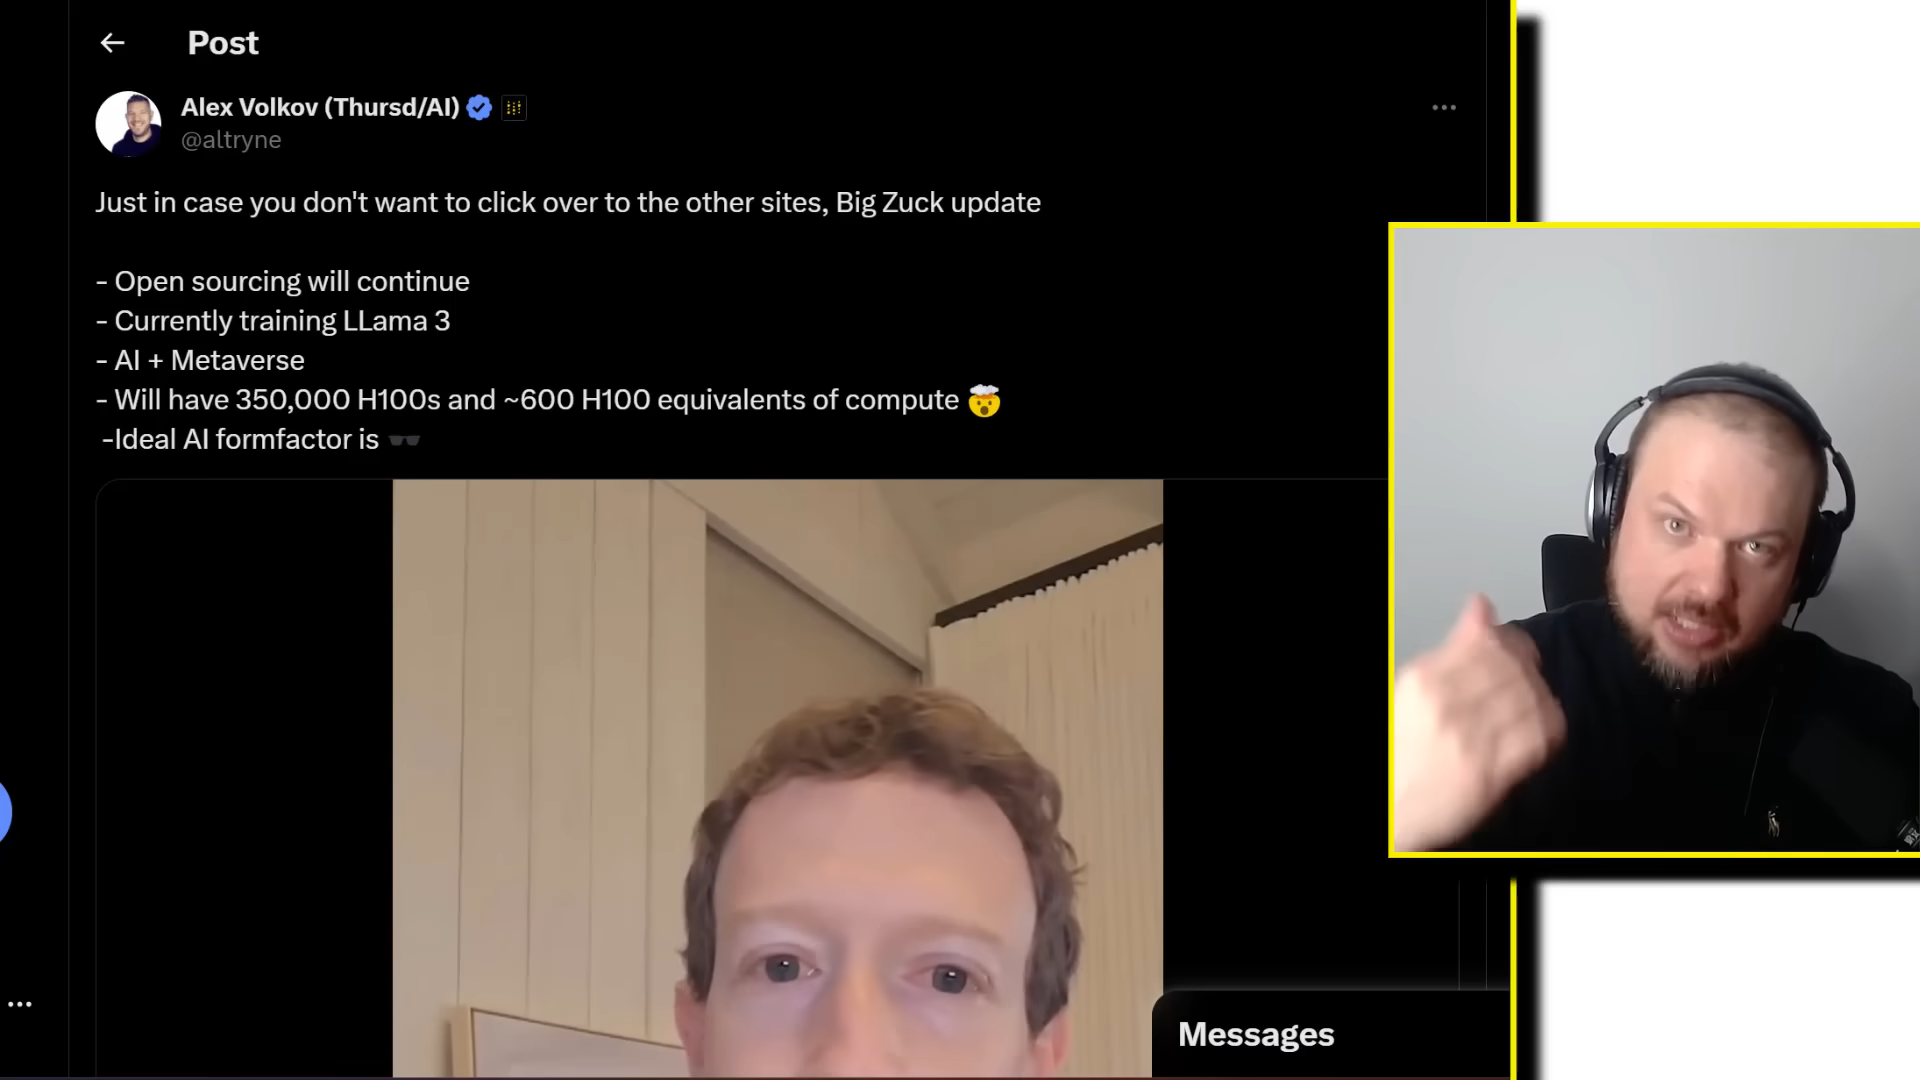 Post
Alex Volkov (Thursd/AI)
@altryne
Just in case you don't want to click over to the other sites, Big Zuck update
- Open sourcing will continue
- Currently training LLama 3
- AI + Metaverse
- Will have 350,000 H100s and ~600 H100 equivalents of compute 🤯
-Ideal AI formfactor is 🕶️
Messages